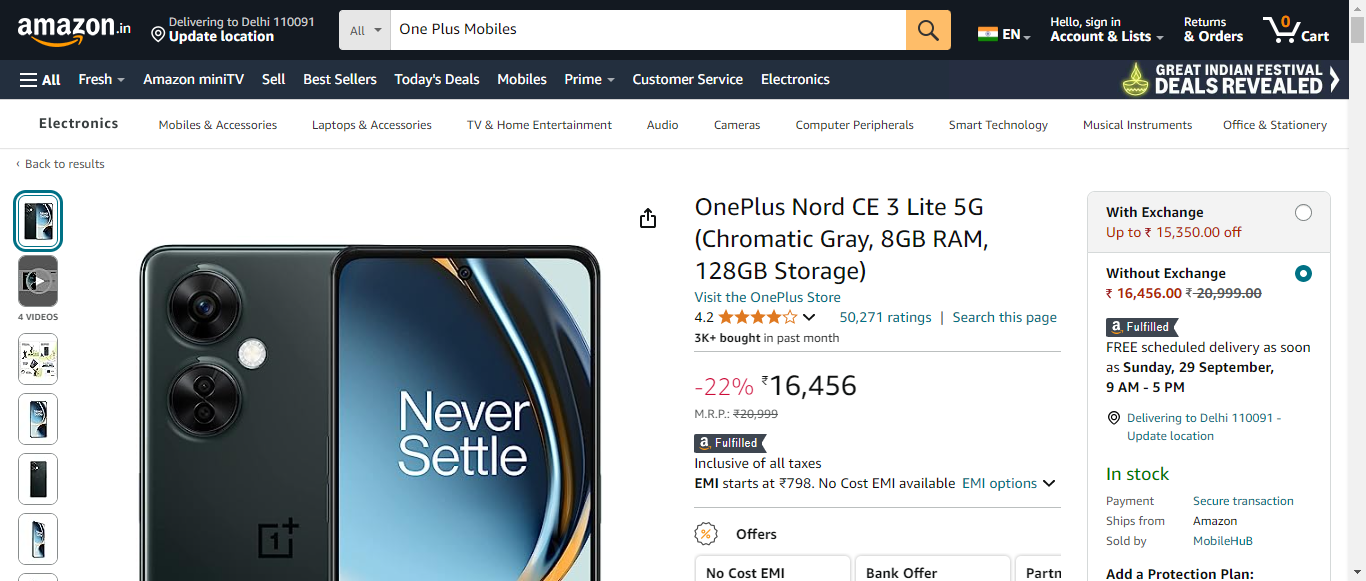 amazon.in
Delivering to Delhi 110091
Update location
All
One Plus Mobiles
EN
Hello, sign in
Account & Lists
Returns
& Orders
0
Cart
All
Fresh
Amazon miniTV
Sell
Best Sellers
Today's Deals
Mobiles
Prime
Customer Service
Electronics
GREAT INDIAN FESTIVAL
DEALS REVEALED
Electronics
Mobiles & Accessories
Laptops & Accessories
TV & Home Entertainment
Audio
Cameras
Computer Peripherals
Smart Technology
Musical Instruments
Office & Stationery
‹ Back to results
4 VIDEOS
Never
Settle
1+
OnePlus Nord CE 3 Lite 5G
(Chromatic Gray, 8GB RAM,
128GB Storage)
Visit the OnePlus Store
4.2
50,271 ratings | Search this page
3K+ bought in past month
-22% ₹16,456
M.R.P.: ₹20,999
a Fulfilled
Inclusive of all taxes
EMI starts at ₹798. No Cost EMI available EMI options
Offers
No Cost EMI
Bank Offer
Partn
With Exchange
Up to ₹ 15,350.00 off
Without Exchange
₹ 16,456.00 ₹ 20,999.00
a Fulfilled
FREE scheduled delivery as soon
as Sunday, 29 September,
9 AM - 5 PM
Delivering to Delhi 110091 -
Update location
In stock
Payment Secure transaction
Ships from Amazon
Sold by MobileHuB
Add a Protection Plan: